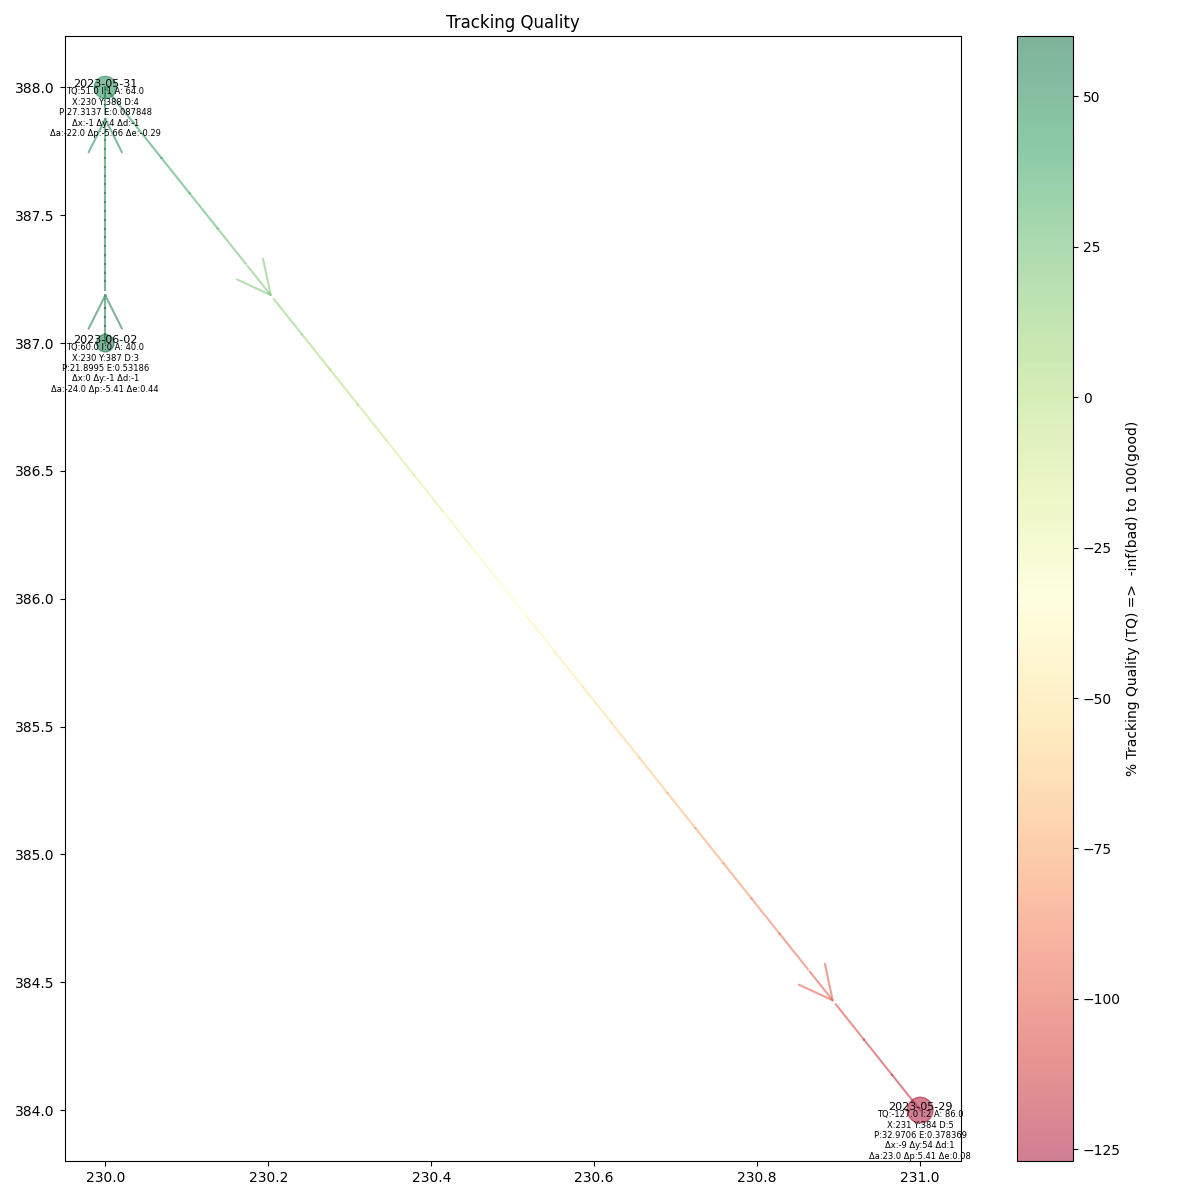 Tracking Quality
388.0
387.5
387.0
386.5
386.0
385.5
385.0
384.5
384.0
2023-05-31
TQ:51.0 I:1 A: 64.0
X:230 Y:388 D:4
P:27.3137 E:0.087848
Δx:-1 Δy:4 Δd:-1
Δa:-22.0 Δp:-5.66 Δe:-0.29
2023-06-02
TQ:60.0 I:0 A: 40.0
X:230 Y:387 D:3
P:21.8995 E:0.53186
Δx:0 Δy:-1 Δd:-1
Δa:-24.0 Δp:-5.41 Δe:0.44
2023-05-29
TQ:-127.0 I:2 A: 86.0
X:231 Y:384 D:5
P:32.9706 E:0.378369
Δx:-9 Δy:54 Δd:1
Δa:23.0 Δp:5.41 Δe:0.08
230.0
230.2
230.4
230.6
230.8
231.0
50
25
0
−25
−50
−75
−100
−125
% Tracking Quality (TQ) => -inf(bad) to 100(good)